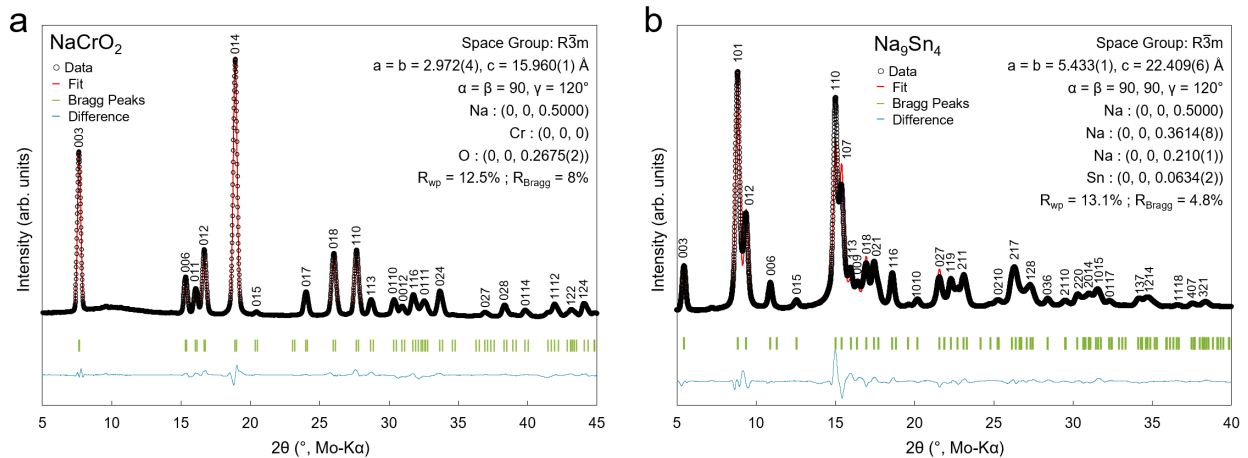 a
NaCrO₂
Data
Fit
Bragg Peaks
Difference
Space Group: R3̅m
a = b = 2.972(4), c = 15.960(1) Å
α = β = 90, γ = 120°
Na : (0, 0, 0.5000)
Cr : (0, 0, 0)
O : (0, 0, 0.2675(2))
Rwp = 12.5% ; RBragg = 8%
003
006
011
012
014
015
017
018
110
113
0110
0012
116
0111
024
027
028
0114
1112
122
124
Intensity (arb. units)
5 10 15 20 25 30 35 40 45
2θ (°, Mo-Kα)
b
Na₉Sn₄
Data
Fit
Bragg Peaks
Difference
Space Group: R3̅m
a = b = 5.433(1), c = 22.409(6) Å
α = β = 90, 90, γ = 120°
Na : (0, 0, 0.5000)
Na : (0, 0, 0.3614(8))
Na : (0, 0, 0.210(1))
Sn : (0, 0, 0.0634(2))
Rwp = 13.1% ; RBragg = 4.8%
003
101
012
006
015
110
107
113
009
018
021
116
1010
027
119
211
0210
217
128
036
2110
220
2014
1015
0117
137
1214
1118
407
321
Intensity (arb. units)
5 10 15 20 25 30 35 40
2θ (°, Mo-Kα)